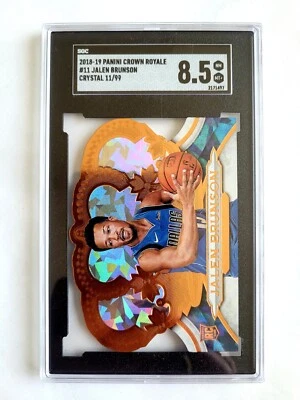 SGC
2018-19 PANINI CROWN ROYALE
#11 JALEN BRUNSON
CRYSTAL 11/99
8.5
NM
MT+
DALLAS
JALEN BRUNSON
RC